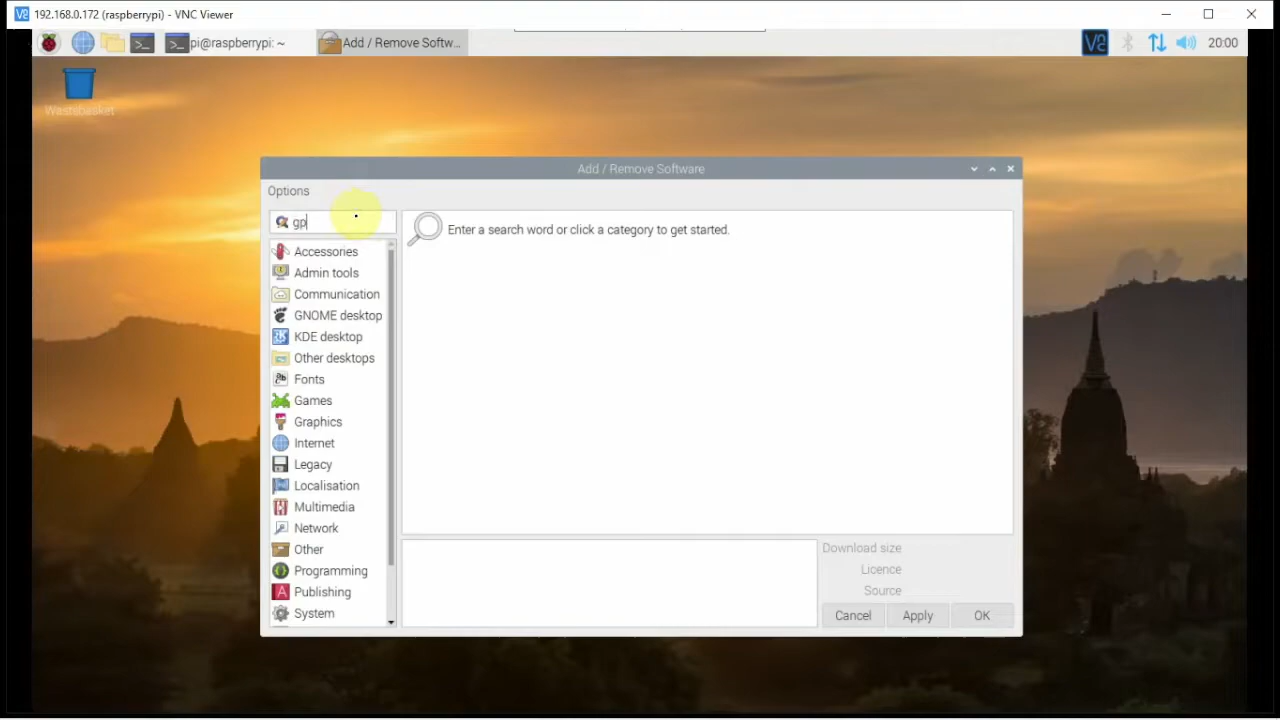 192.168.0.172 (raspberrypi) - VNC Viewer
pi@raspberrypi: ~
Add / Remove Softw...
20:00
Wastebasket
Add / Remove Software
Options
gp
Enter a search word or click a category to get started.
Accessories
Admin tools
Communication
GNOME desktop
KDE desktop
Other desktops
Fonts
Games
Graphics
Internet
Legacy
Localisation
Multimedia
Network
Other
Programming
Publishing
System
Download size
Licence
Source
Cancel
Apply
OK